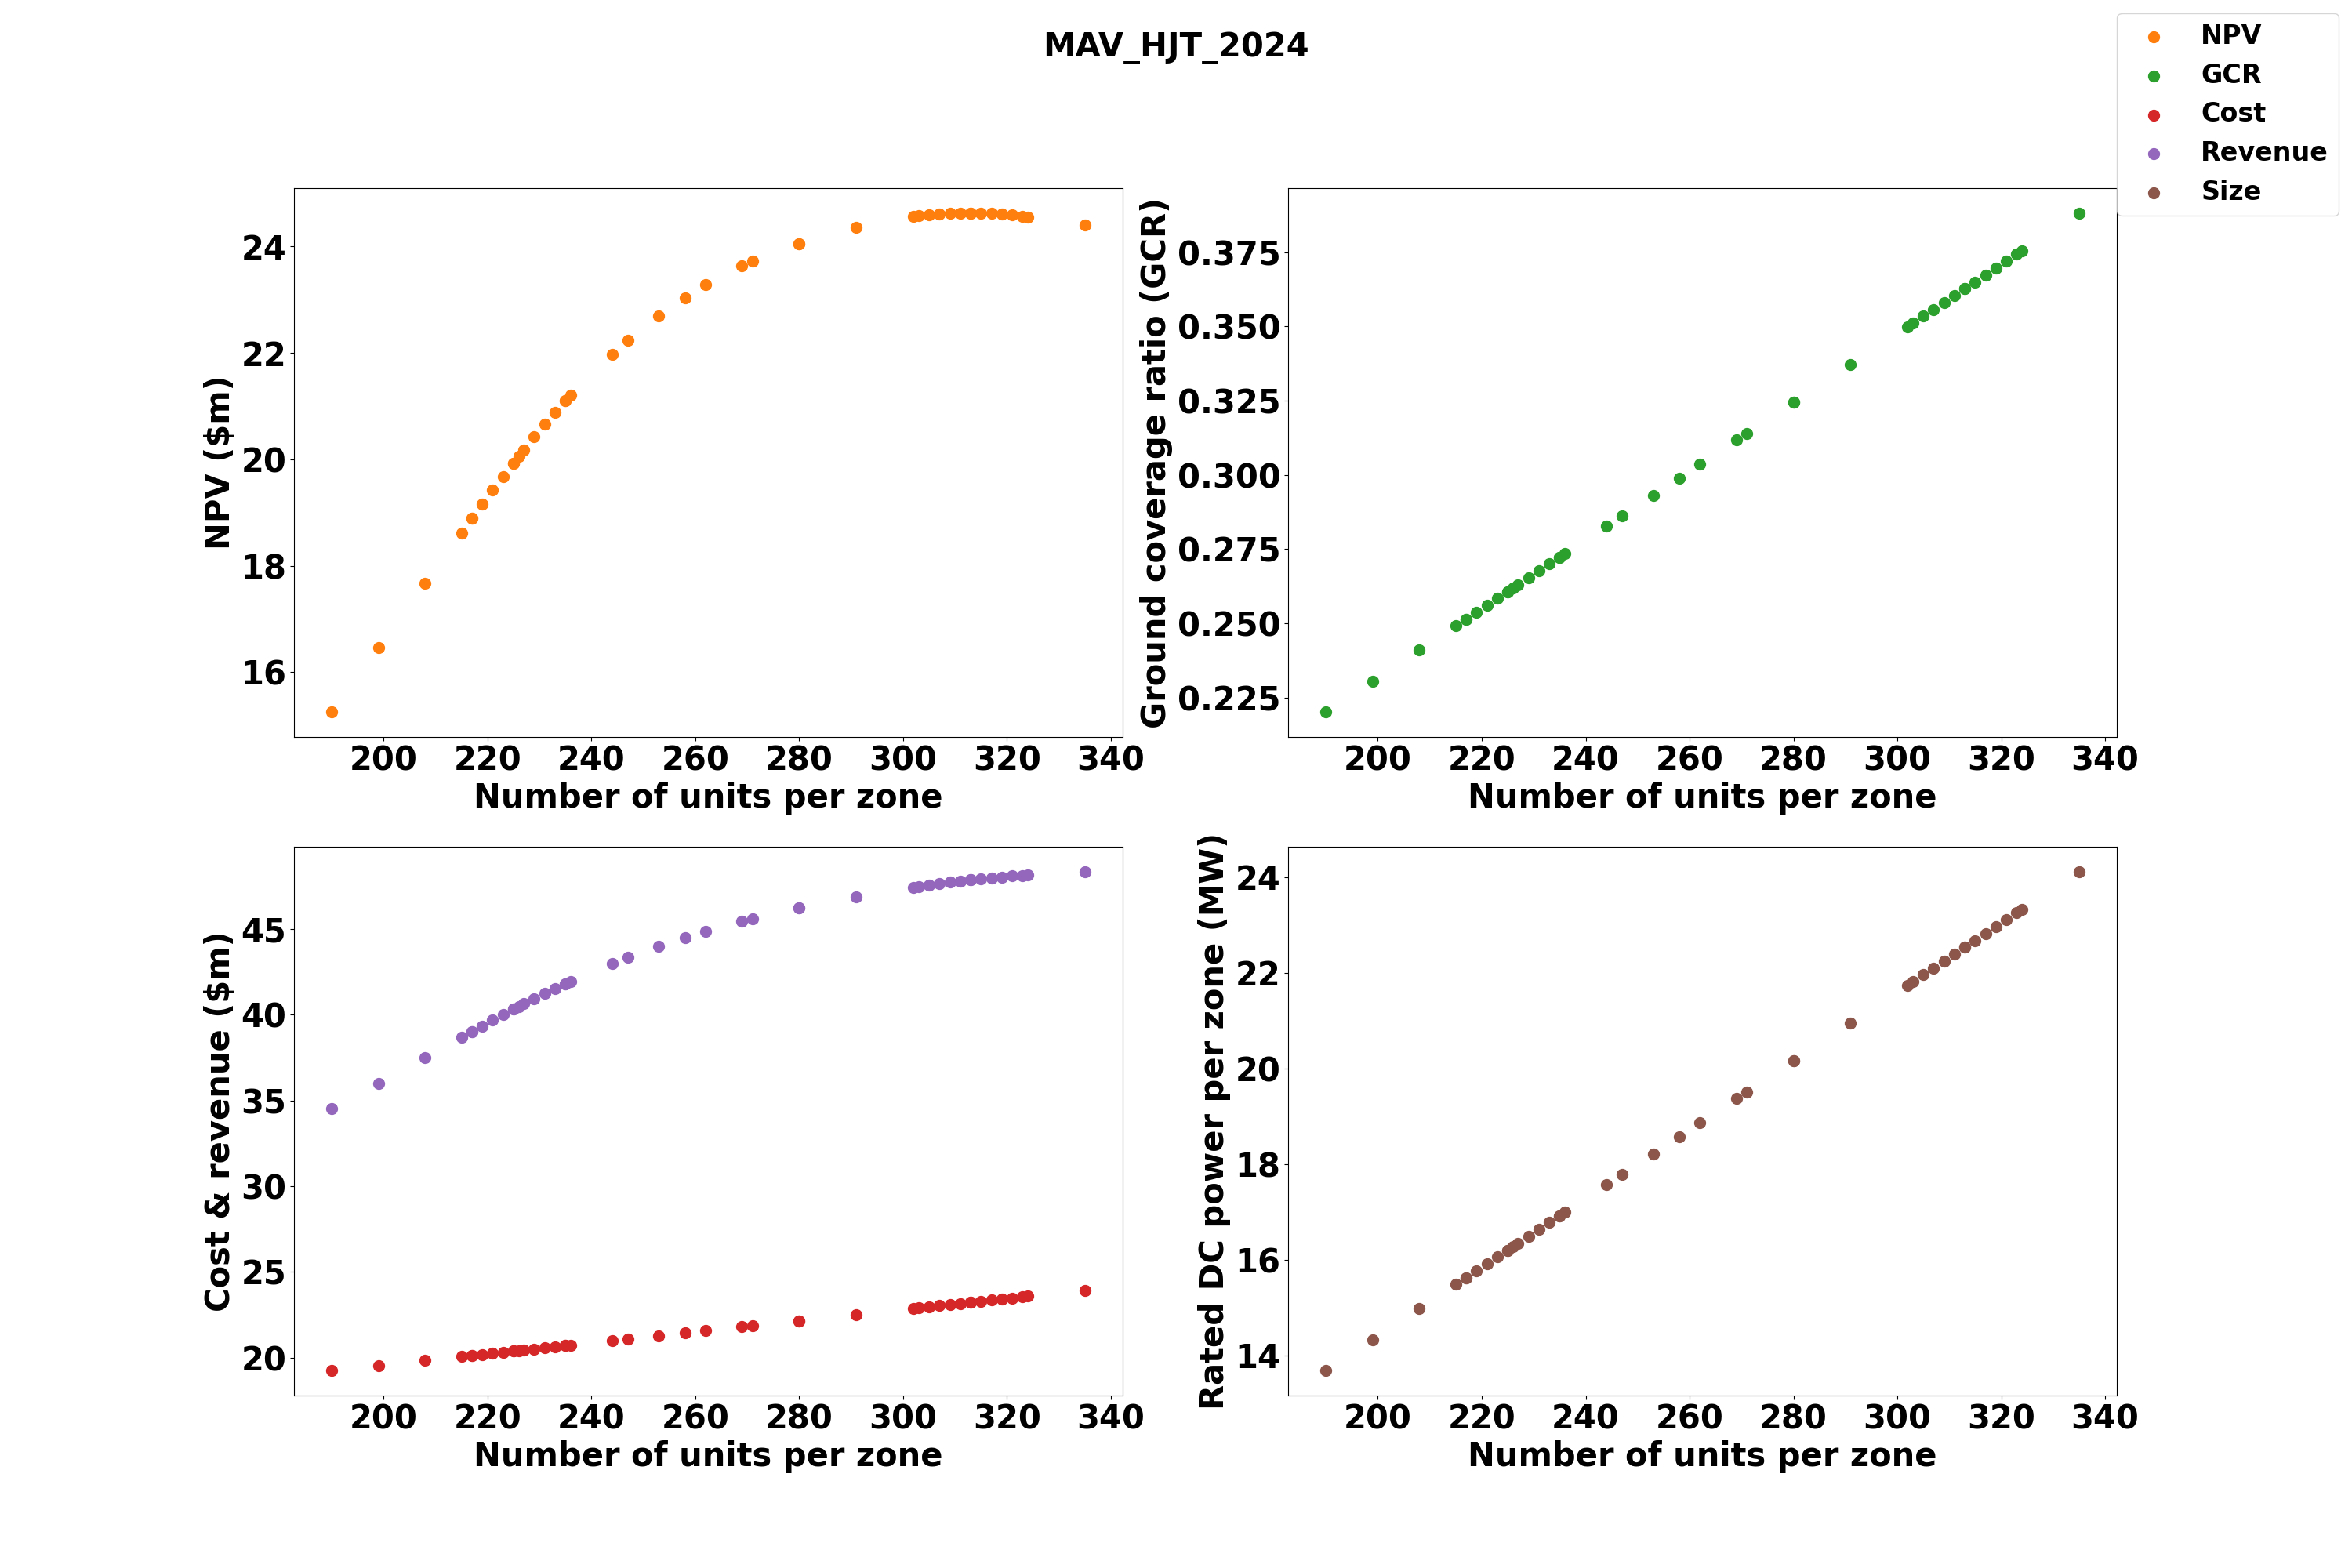 MAV_HJT_2024
NPV
GCR
Cost
Revenue
Size
NPV ($m)
24
22
20
18
16
200 220 240 260 280 300 320 340
Number of units per zone
Ground coverage ratio (GCR)
0.375
0.350
0.325
0.300
0.275
0.250
0.225
200 220 240 260 280 300 320 340
Number of units per zone
Cost & revenue ($m)
45
40
35
30
25
20
200 220 240 260 280 300 320 340
Number of units per zone
Rated DC power per zone (MW)
24
22
20
18
16
14
200 220 240 260 280 300 320 340
Number of units per zone